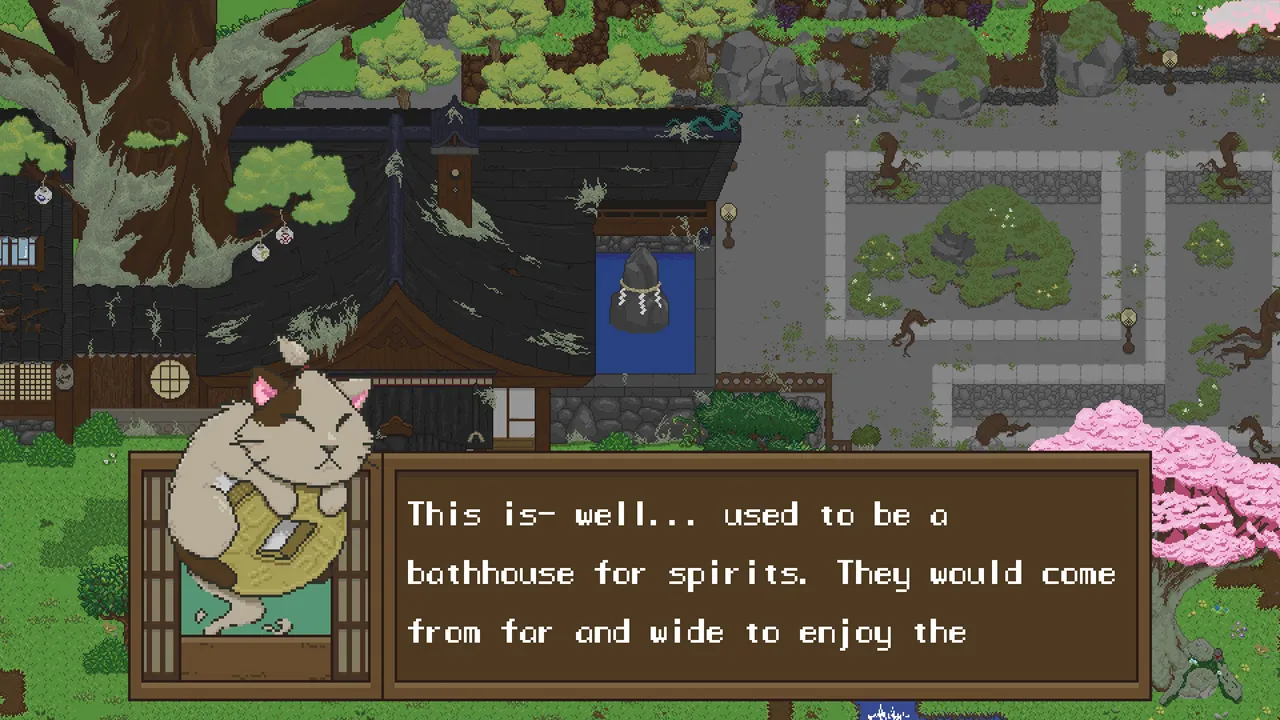 This is- well... used to be a
bathhouse for spirits. They would come
from far and wide to enjoy the